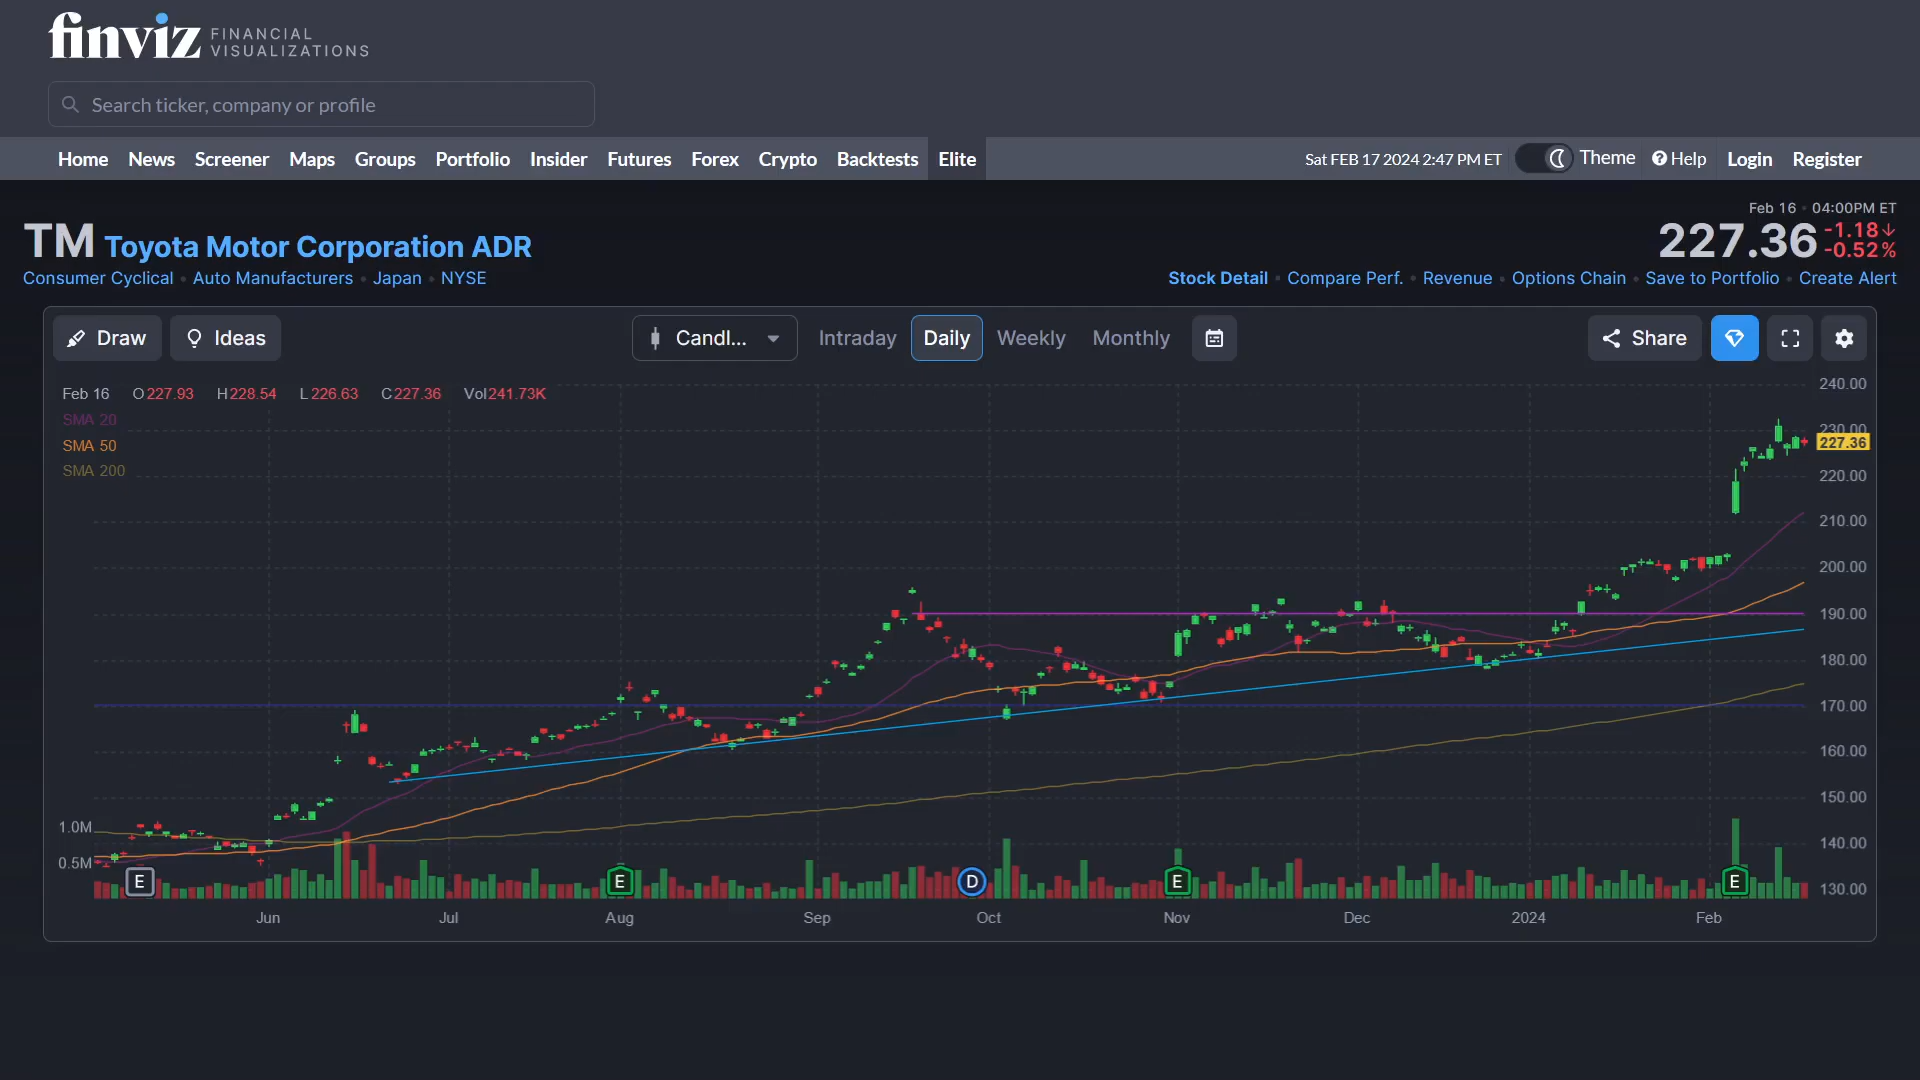 finviz FINANCIAL VISUALIZATIONS
Search ticker, company or profile
Home News Screener Maps Groups Portfolio Insider Futures Forex Crypto Backtests Elite Sat FEB 17 2024 2:47 PM ET Theme Help Login Register
Feb 16 • 04:00PM ET
TM Toyota Motor Corporation ADR 227.36 -1.18↓ -0.52%
Consumer Cyclical • Auto Manufacturers • Japan • NYSE Stock Detail • Compare Perf. • Revenue • Options Chain • Save to Portfolio • Create Alert
Draw Ideas Candl... Intraday Daily Weekly Monthly Share
Feb 16 O227.93 H228.54 L226.63 C227.36 Vol241.73K
SMA 20
SMA 50
SMA 200
240.00
230.00
227.36
220.00
210.00
200.00
190.00
180.00
170.00
160.00
150.00
140.00
130.00
1.0M
0.5M
E E D E E
Jun Jul Aug Sep Oct Nov Dec 2024 Feb